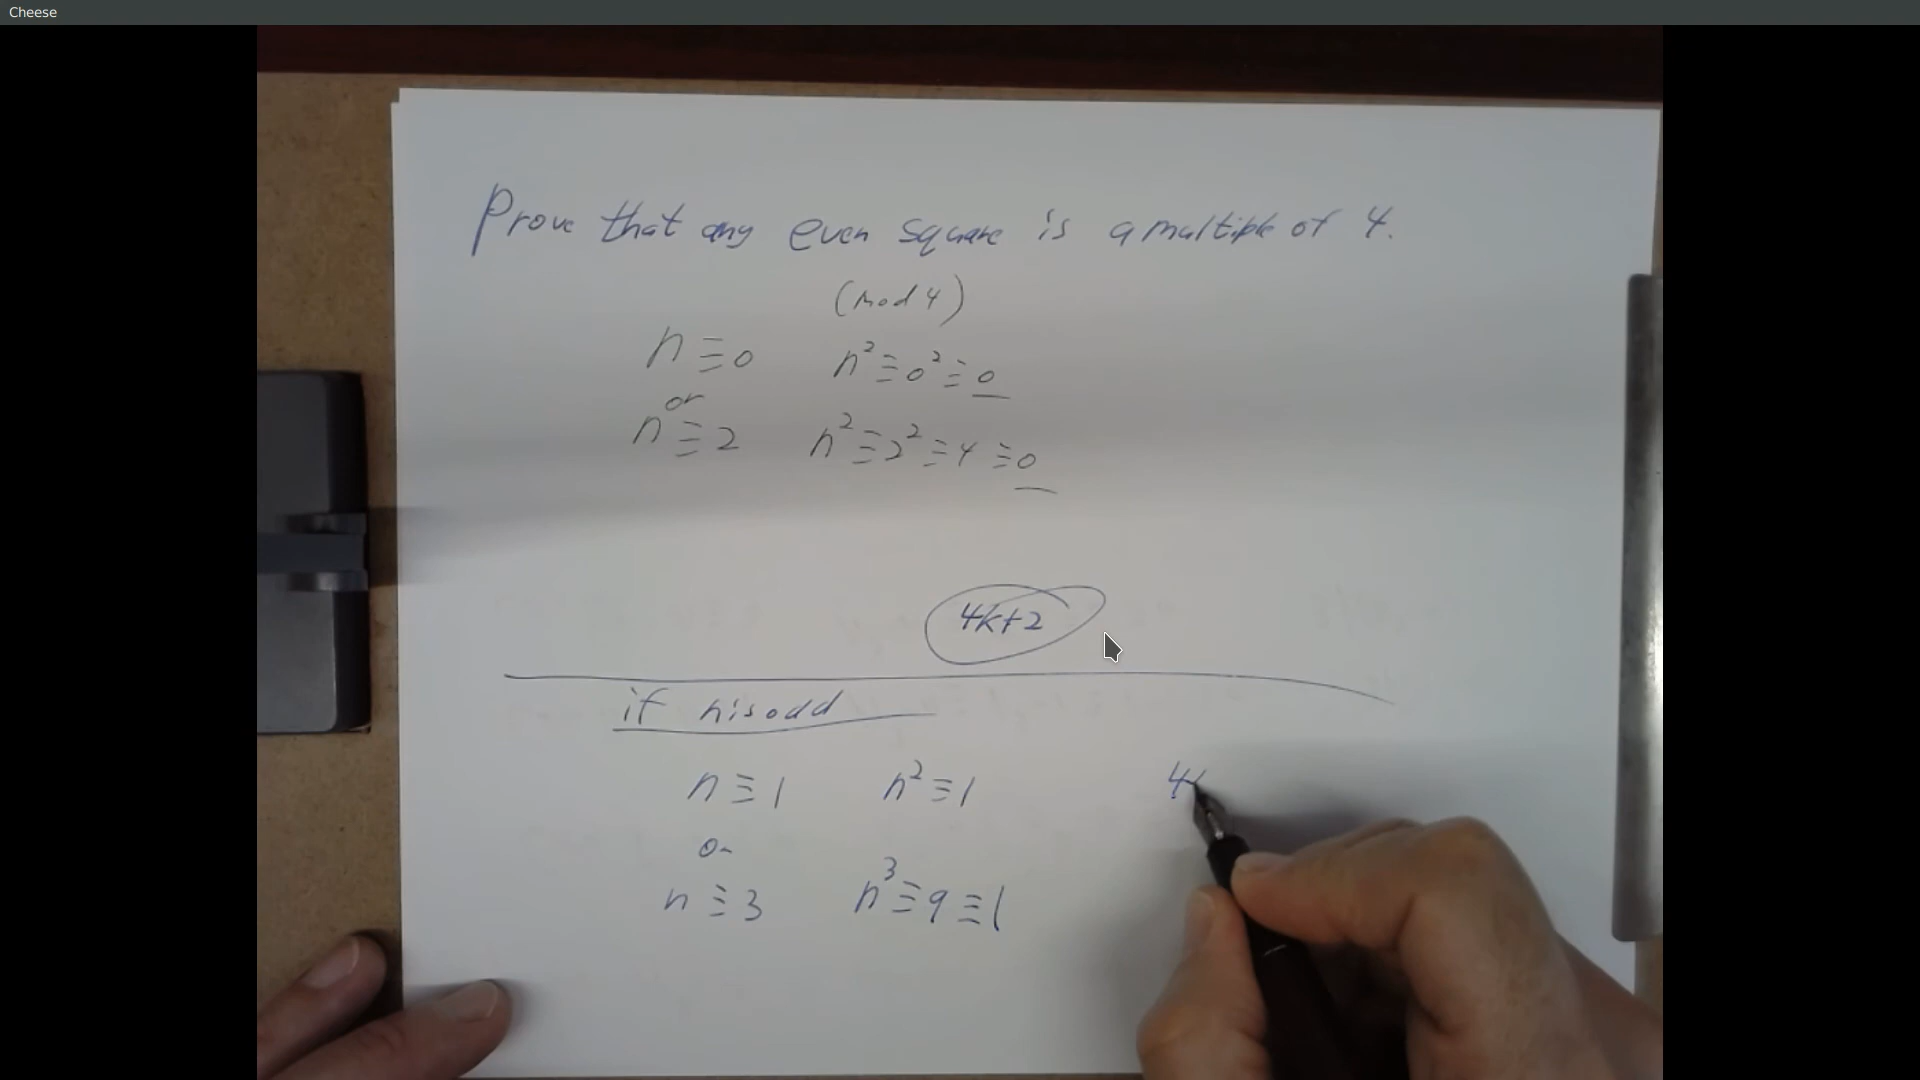 Cheese
Prove that any even square is a multiple of 4.
(mod 4)
n ≡ 0 n² ≡ 0² ≡ 0
or
n ≡ 2 n² ≡ 2² ≡ 4 ≡ 0
4k+2
if n is odd
n ≡ 1 n² ≡ 1 4
or
n ≡ 3 n³ ≡ 9 ≡ 1